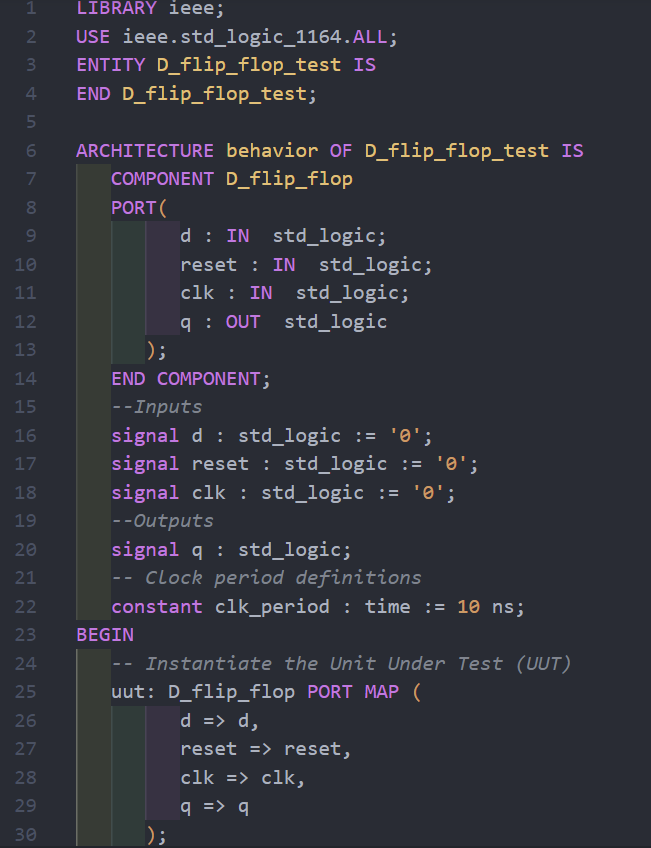 1 LIBRARY ieee;
2 USE ieee.std_logic_1164.ALL;
3 ENTITY D_flip_flop_test IS
4 END D_flip_flop_test;
5
6 ARCHITECTURE behavior OF D_flip_flop_test IS
7 COMPONENT D_flip_flop
8 PORT(
9 d : IN  std_logic;
10 reset : IN  std_logic;
11 clk : IN  std_logic;
12 q : OUT  std_logic
13 );
14 END COMPONENT;
15 --Inputs
16 signal d : std_logic := '0';
17 signal reset : std_logic := '0';
18 signal clk : std_logic := '0';
19 --Outputs
20 signal q : std_logic;
21 -- Clock period definitions
22 constant clk_period : time := 10 ns;
23 BEGIN
24 -- Instantiate the Unit Under Test (UUT)
25 uut: D_flip_flop PORT MAP (
26 d => d,
27 reset => reset,
28 clk => clk,
29 q => q
30 );